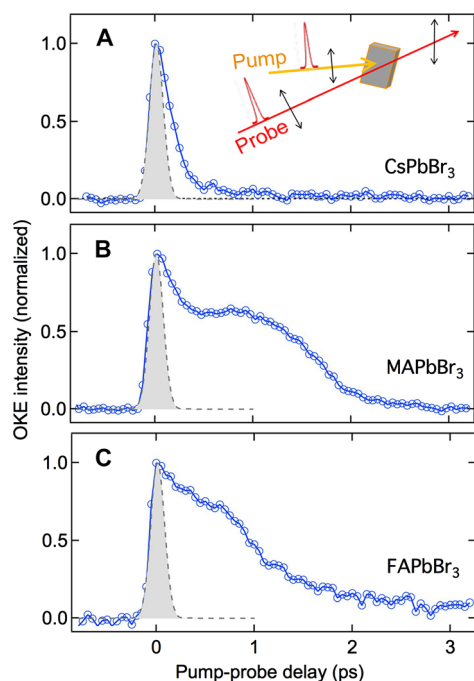 A
Pump
Probe
CsPbBr3
1.0
0.5
0.0
B
MAPbBr3
1.0
0.5
0.0
C
FAPbBr3
1.0
0.5
0.0
0 1 2 3
OKE intensity (normalized)
Pump-probe delay (ps)